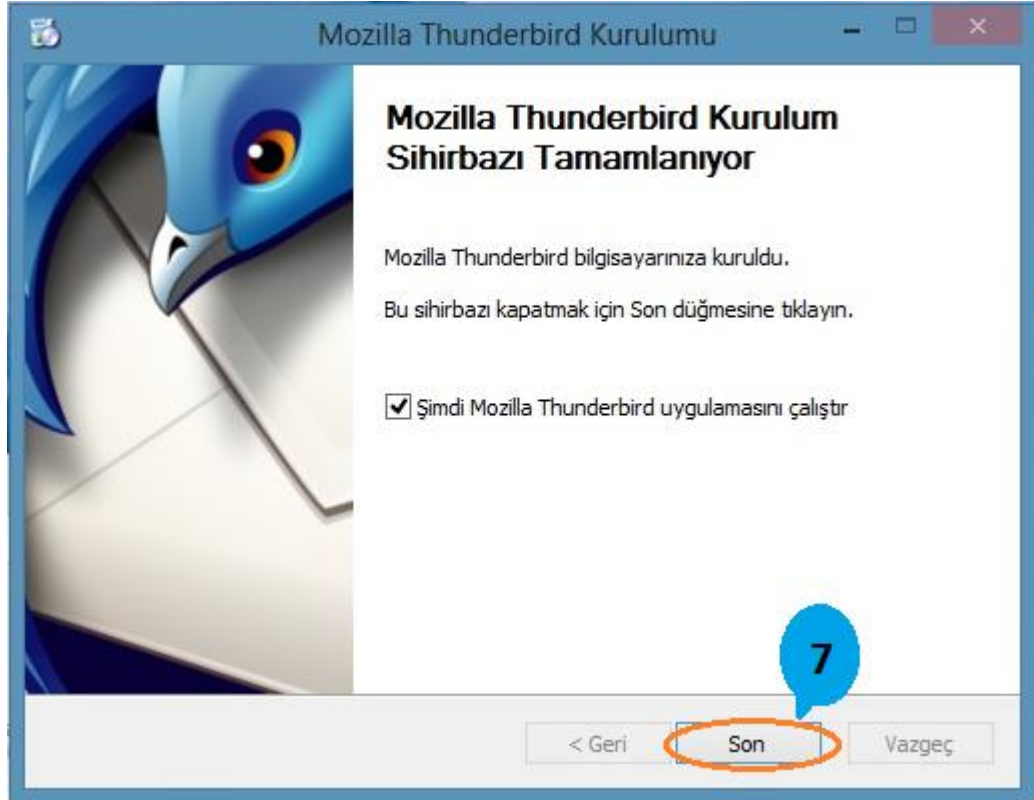 Mozilla Thunderbird Kurulumu
Mozilla Thunderbird Kurulum
Sihirbazı Tamamlanıyor
Mozilla Thunderbird bilgisayarınıza kuruldu.
Bu sihirbazı kapatmak için Son düğmesine tıklayın.
Şimdi Mozilla Thunderbird uygulamasını çalıştır
7
< Geri
Son
Vazgeç